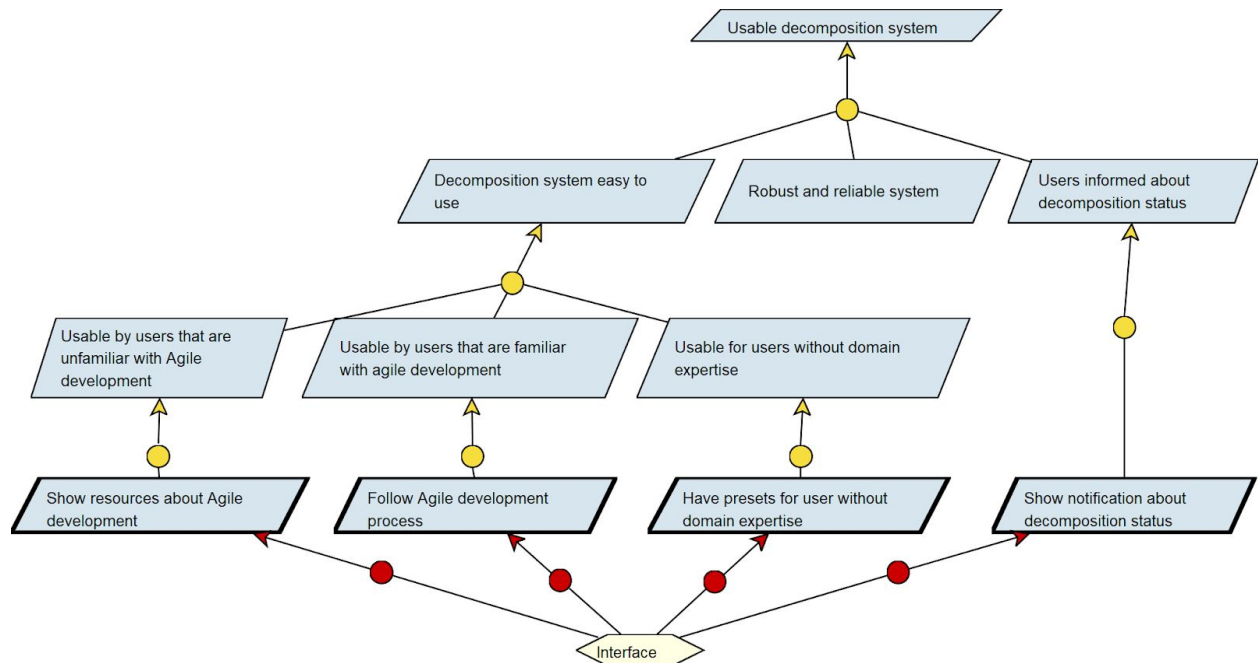 Usable decomposition system
Decomposition system easy to
use
Robust and reliable system
Users informed about
decomposition status
Usable by users that are
unfamiliar with Agile
development
Usable by users that are familiar
with agile development
Usable for users without domain
expertise
Show resources about Agile
development
Follow Agile development
process
Have presets for user without
domain expertise
Show notification about
decomposition status
Interface